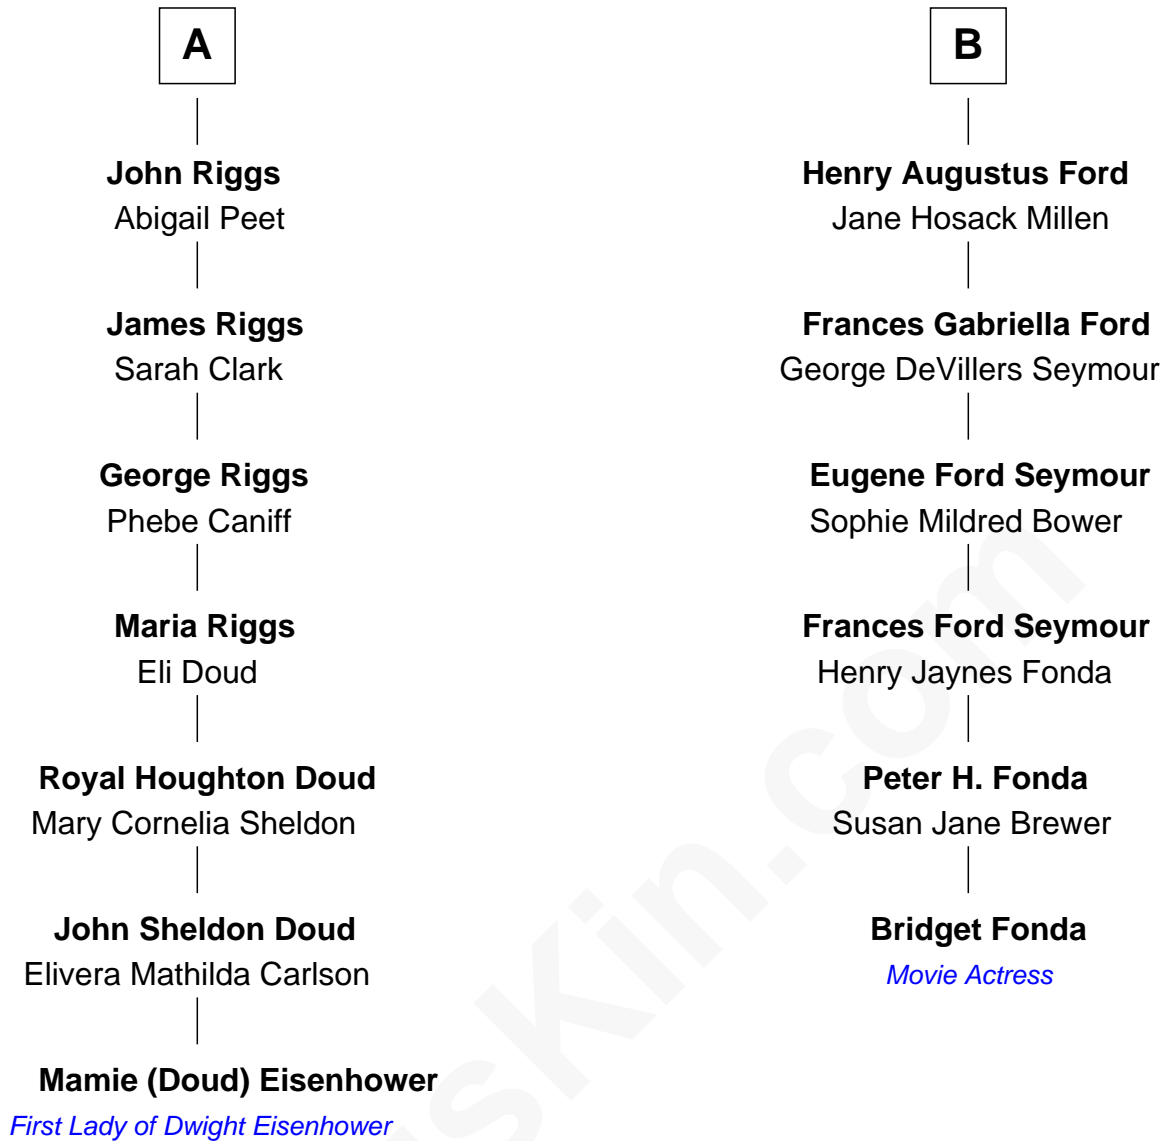 A
John Riggs
Abigail Peet
James Riggs
Sarah Clark
George Riggs
Phebe Caniff
Maria Riggs
Eli Doud
Royal Houghton Doud
Mary Cornelia Sheldon
John Sheldon Doud
Elivera Mathilda Carlson
Mamie (Doud) Eisenhower
First Lady of Dwight Eisenhower
B
Henry Augustus Ford
Jane Hosack Millen
Frances Gabriella Ford
George DeVillers Seymour
Eugene Ford Seymour
Sophie Mildred Bower
Frances Ford Seymour
Henry Jaynes Fonda
Peter H. Fonda
Susan Jane Brewer
Bridget Fonda
Movie Actress